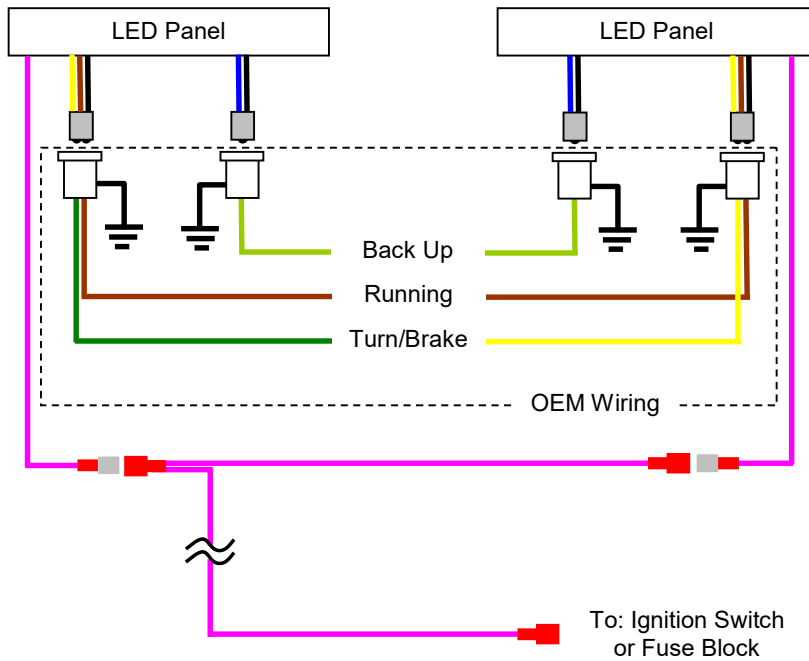 LED Panel
LED Panel
Back Up
Running
Turn/Brake
OEM Wiring
To: Ignition Switch
or Fuse Block